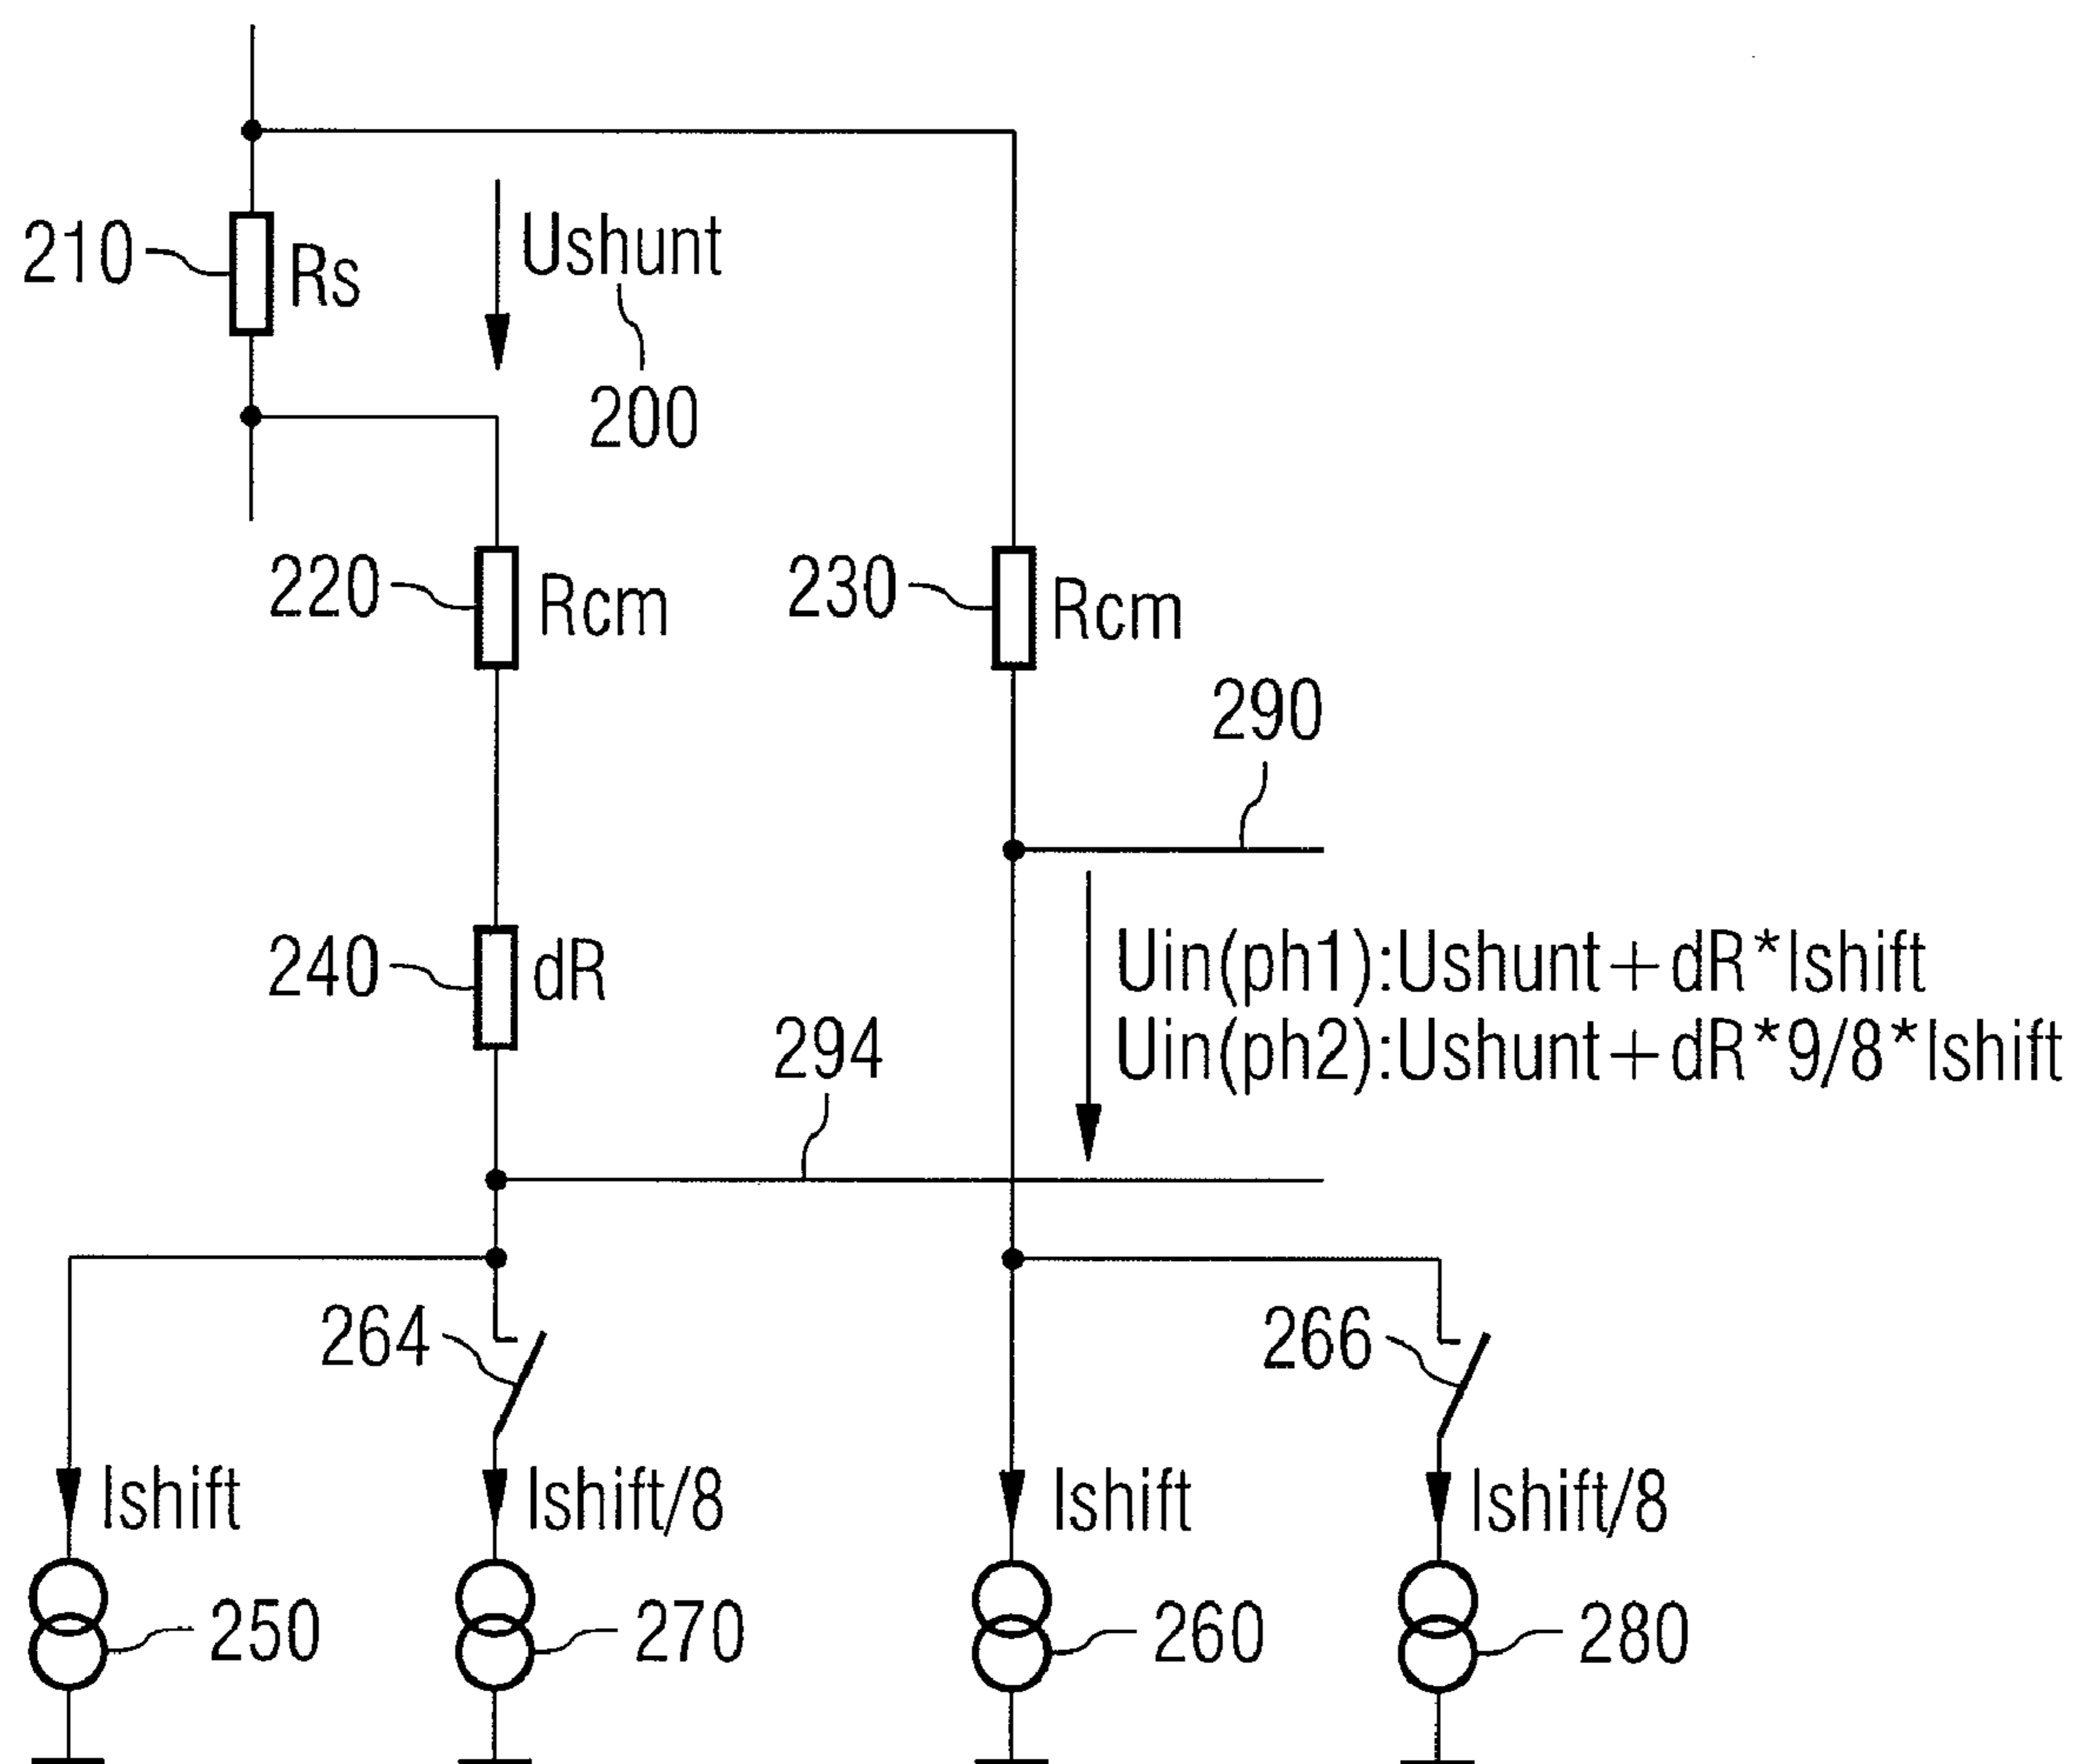 210
Rs
Ushunt
200
220
Rcm
230
Rcm
290
240
dR
Uin(ph1):Ushunt+dR*Ishift
294
Uin(ph2):Ushunt+dR*9/8*Ishift
264
266
Ishift
Ishift/8
Ishift
Ishift/8
250
270
260
280